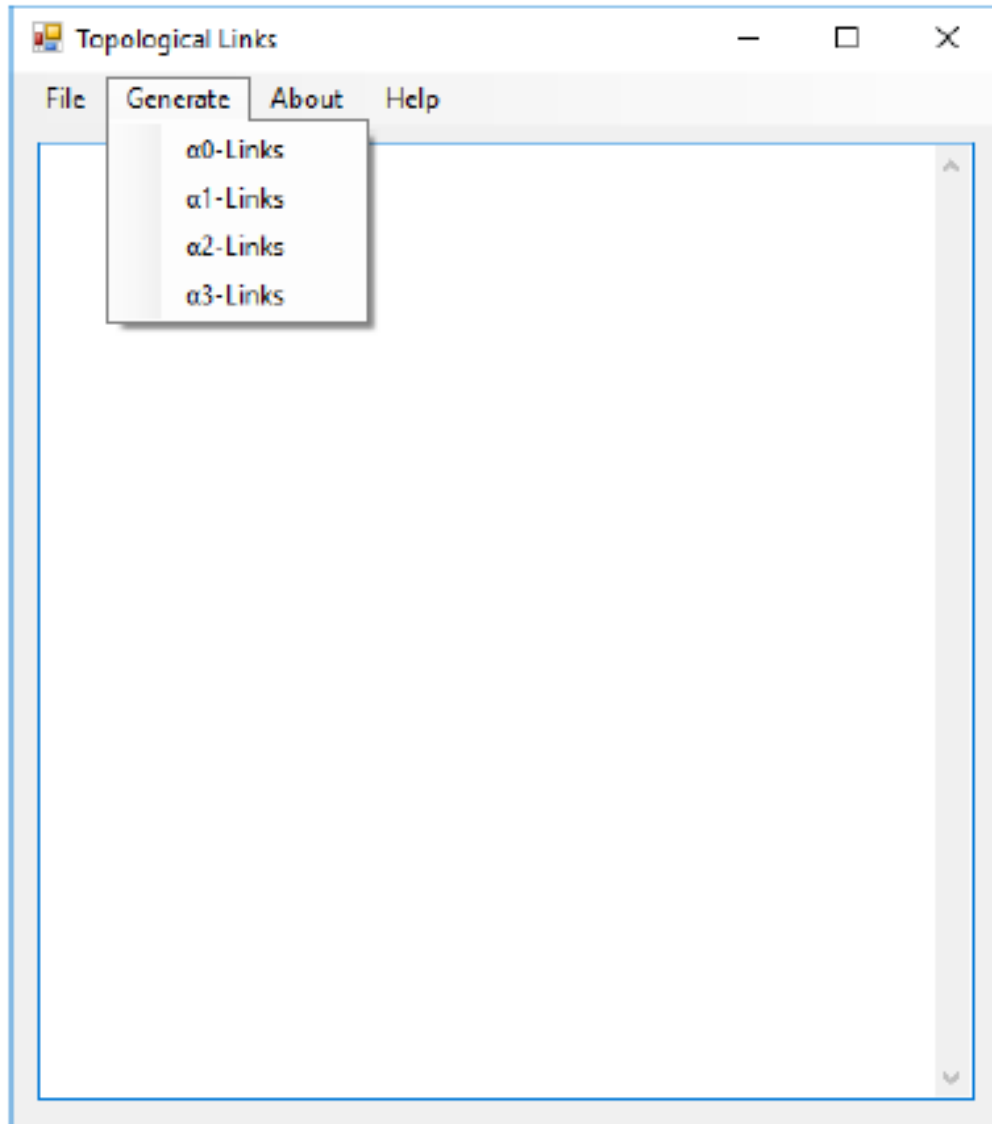 Topological Links
File Generate About Help
α0-Links
α1-Links
α2-Links
α3-Links